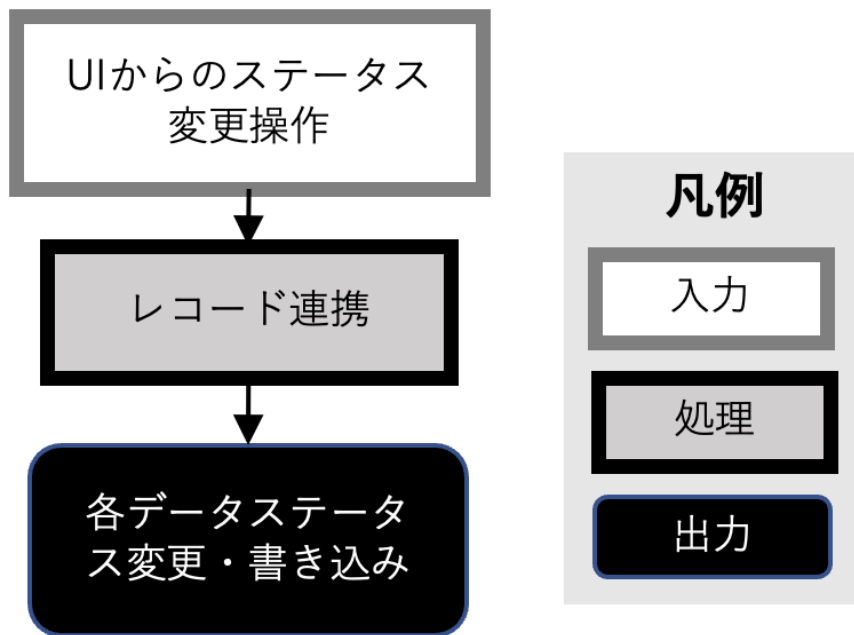 UIからのステータス
変更操作
レコード連携
各データステータ
ス変更・書き込み
凡例
入力
処理
出力